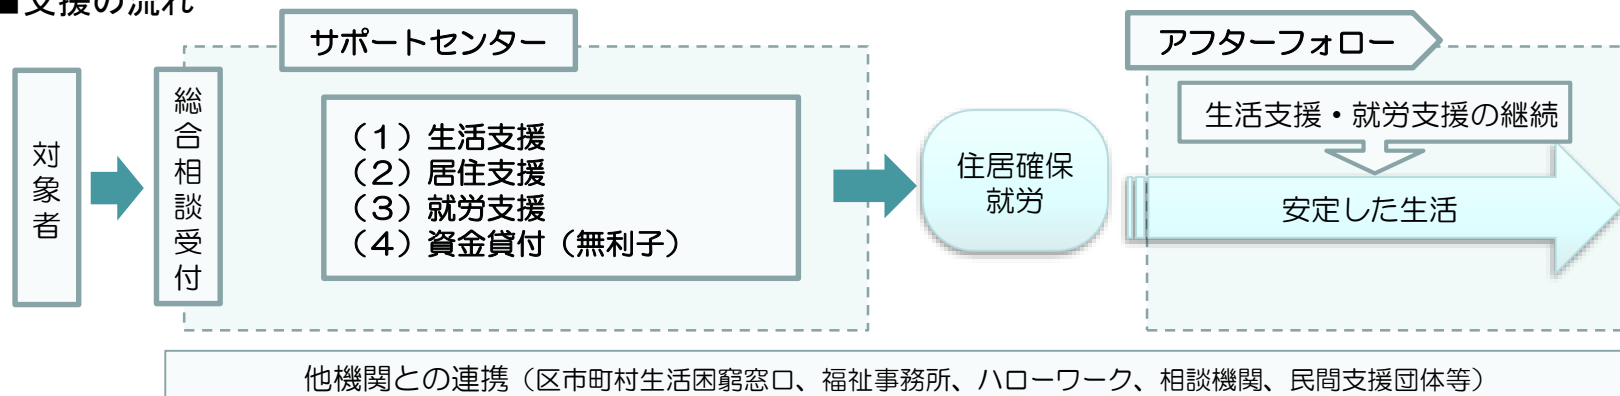 ■支援の流れ
サポートセンター
アフターフォロー
対象者
総合相談受付
（１）生活支援
（２）居住支援
（３）就労支援
（４）資金貸付（無利子）
住居確保
就労
生活支援・就労支援の継続
安定した生活
他機関との連携（区市町村生活困窮窓口、福祉事務所、ハローワーク、相談機関、民間支援団体等）